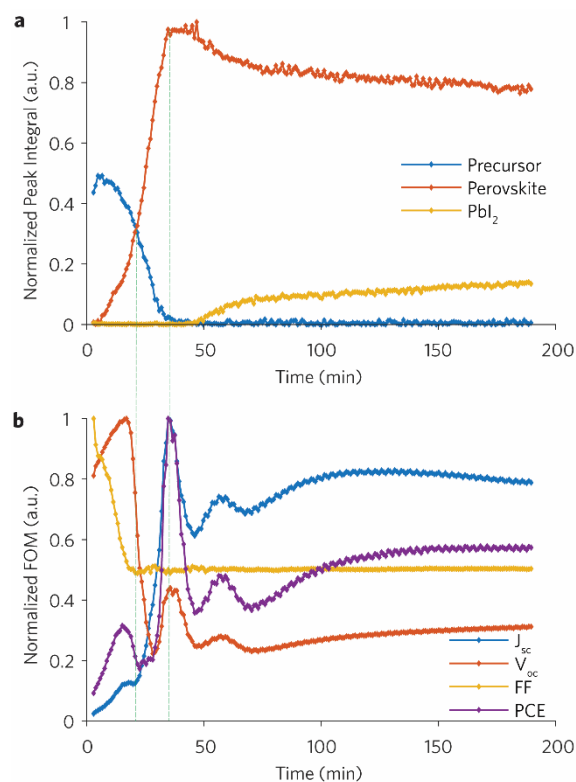 a
Normalized Peak Integral (a.u.)
1
0.8
0.6
0.4
0.2
0
Precursor
Perovskite
PbI₂
0 50 100 150 200
Time (min)
b
Normalized FOM (a.u.)
1
0.8
0.6
0.4
0.2
0
J_sc
V_oc
FF
PCE
0 50 100 150 200
Time (min)